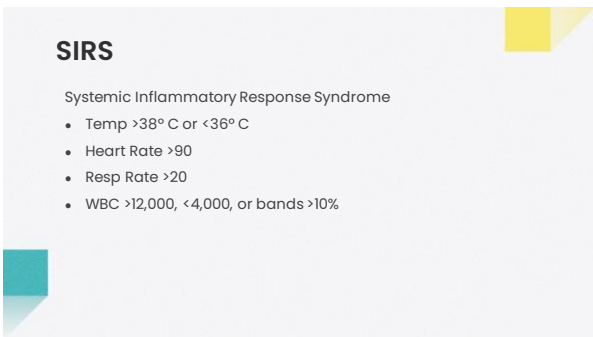 SIRS
Systemic Inflammatory Response Syndrome
• Temp >38° C or <36° C
• Heart Rate >90
• Resp Rate >20
• WBC >12,000, <4,000, or bands >10%